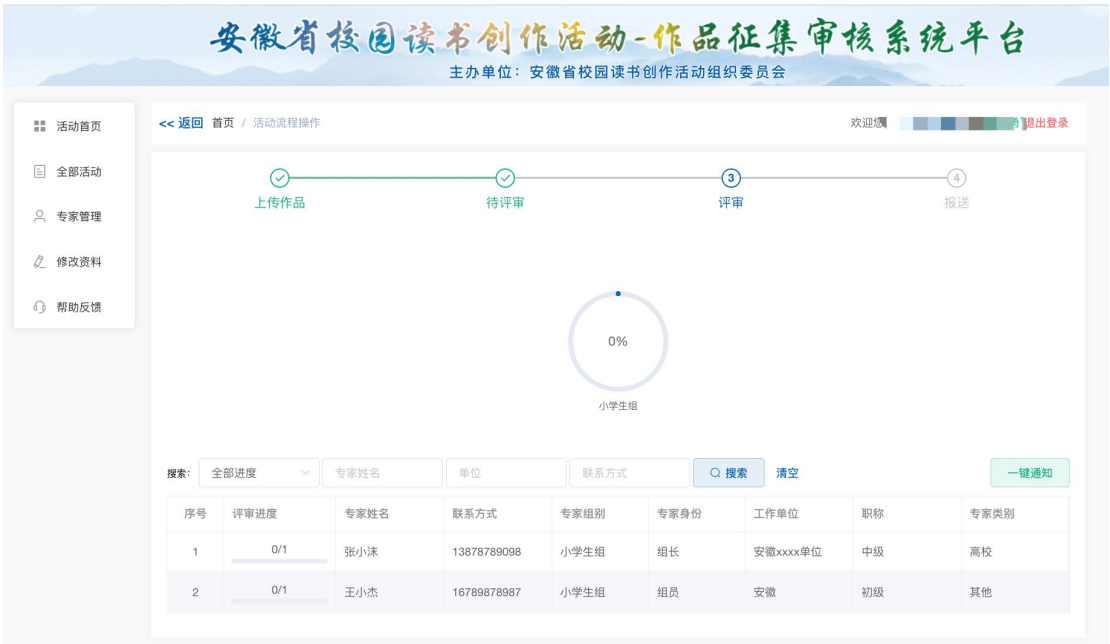 安徽省校园读书创作活动-作品征集审核系统平台
主办单位：安徽省校园读书创作活动组织委员会
活动首页
全部活动
专家管理
修改资料
帮助反馈
<< 返回 首页 / 活动流程操作
欢迎您 退出登录
3 4
上传作品 待评审 评审 报送
0%
小学生组
搜索: 全部进度 专家姓名 单位 联系方式 搜索 清空 一键通知
序号 评审进度 专家姓名 联系方式 专家组别 专家身份 工作单位 职称 专家类别
1 0/1 张小沫 13878789098 小学生组 组长 安徽xxxx单位 中级 高校
2 0/1 王小杰 16789878987 小学生组 组员 安徽 初级 其他